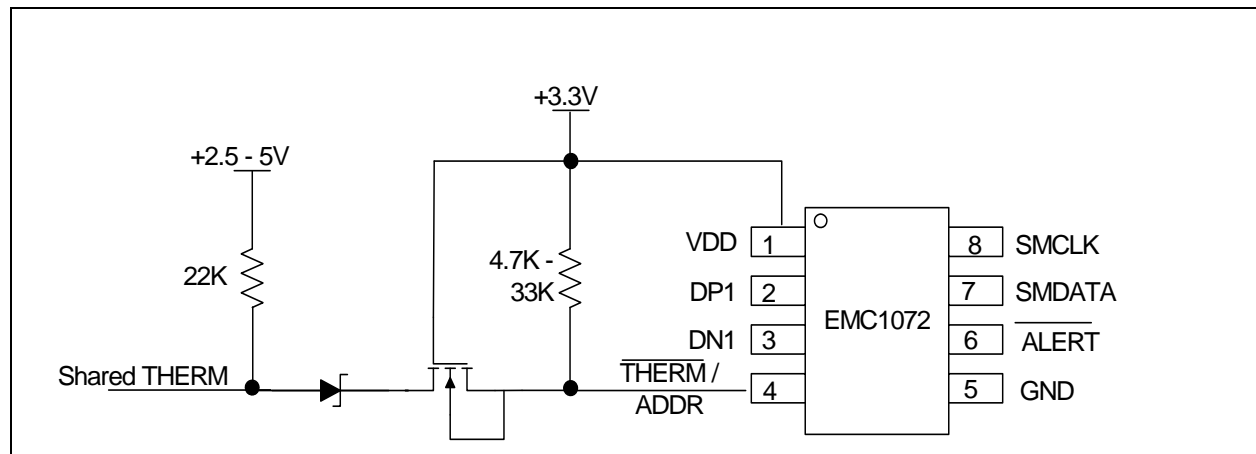 +3.3V
+2.5 - 5V
22K
4.7K -
33K
Shared THERM
THERM /
ADDR
VDD 1
DP1 2
DN1 3
4
EMC1072
8 SMCLK
7 SMDATA
6 ALERT
5 GND